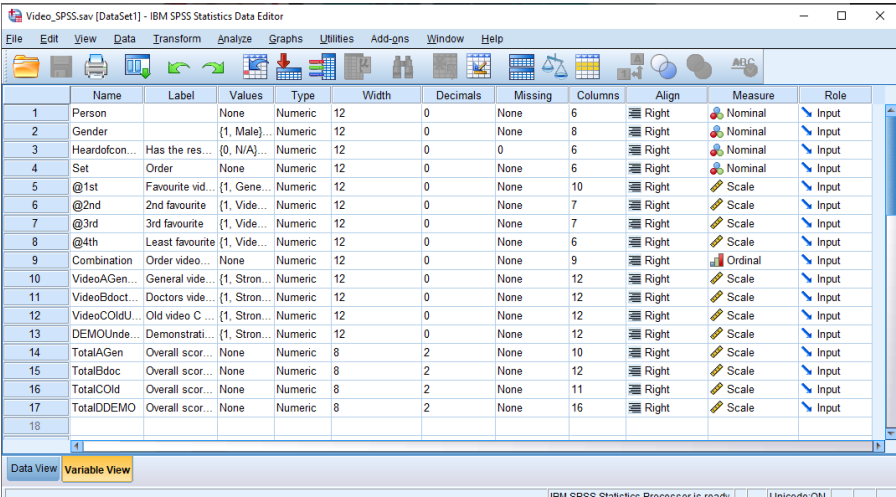 Video_SPSS.sav [DataSet1] - IBM SPSS Statistics Data Editor
File Edit View Data Transform Analyze Graphs Utilities Add-ons Window Help
Name Label Values Type Width Decimals Missing Columns Align Measure Role
1 Person None Numeric 12 0 None 6 Right Nominal Input
2 Gender {1, Male}... Numeric 12 0 None 8 Right Nominal Input
3 Heardofcon... Has the res... {0, N/A}... Numeric 12 0 0 6 Right Nominal Input
4 Set Order None Numeric 12 0 None 6 Right Nominal Input
5 @1st Favourite vid... {1, Gene... Numeric 12 0 None 10 Right Scale Input
6 @2nd 2nd favourite {1, Vide... Numeric 12 0 None 7 Right Scale Input
7 @3rd 3rd favourite {1, Vide... Numeric 12 0 None 7 Right Scale Input
8 @4th Least favourite {1, Vide... Numeric 12 0 None 6 Right Scale Input
9 Combination Order video... None Numeric 12 0 None 9 Right Ordinal Input
10 VideoAGen... General vide... {1, Stron... Numeric 12 0 None 12 Right Scale Input
11 VideoBdoct... Doctors vide... {1, Stron... Numeric 12 0 None 12 Right Scale Input
12 VideoCOldU... Old video C ... {1, Stron... Numeric 12 0 None 12 Right Scale Input
13 DEMOUnde... Demonstrati... {1, Stron... Numeric 12 0 None 12 Right Scale Input
14 TotalAGen Overall scor... None Numeric 8 2 None 10 Right Scale Input
15 TotalBdoc Overall scor... None Numeric 8 2 None 12 Right Scale Input
16 TotalCOld Overall scor... None Numeric 8 2 None 11 Right Scale Input
17 TotalDDEMO Overall scor... None Numeric 8 2 None 16 Right Scale Input
18
Data View Variable View
IBM SPSS Statistics Processor is ready Unicode:ON